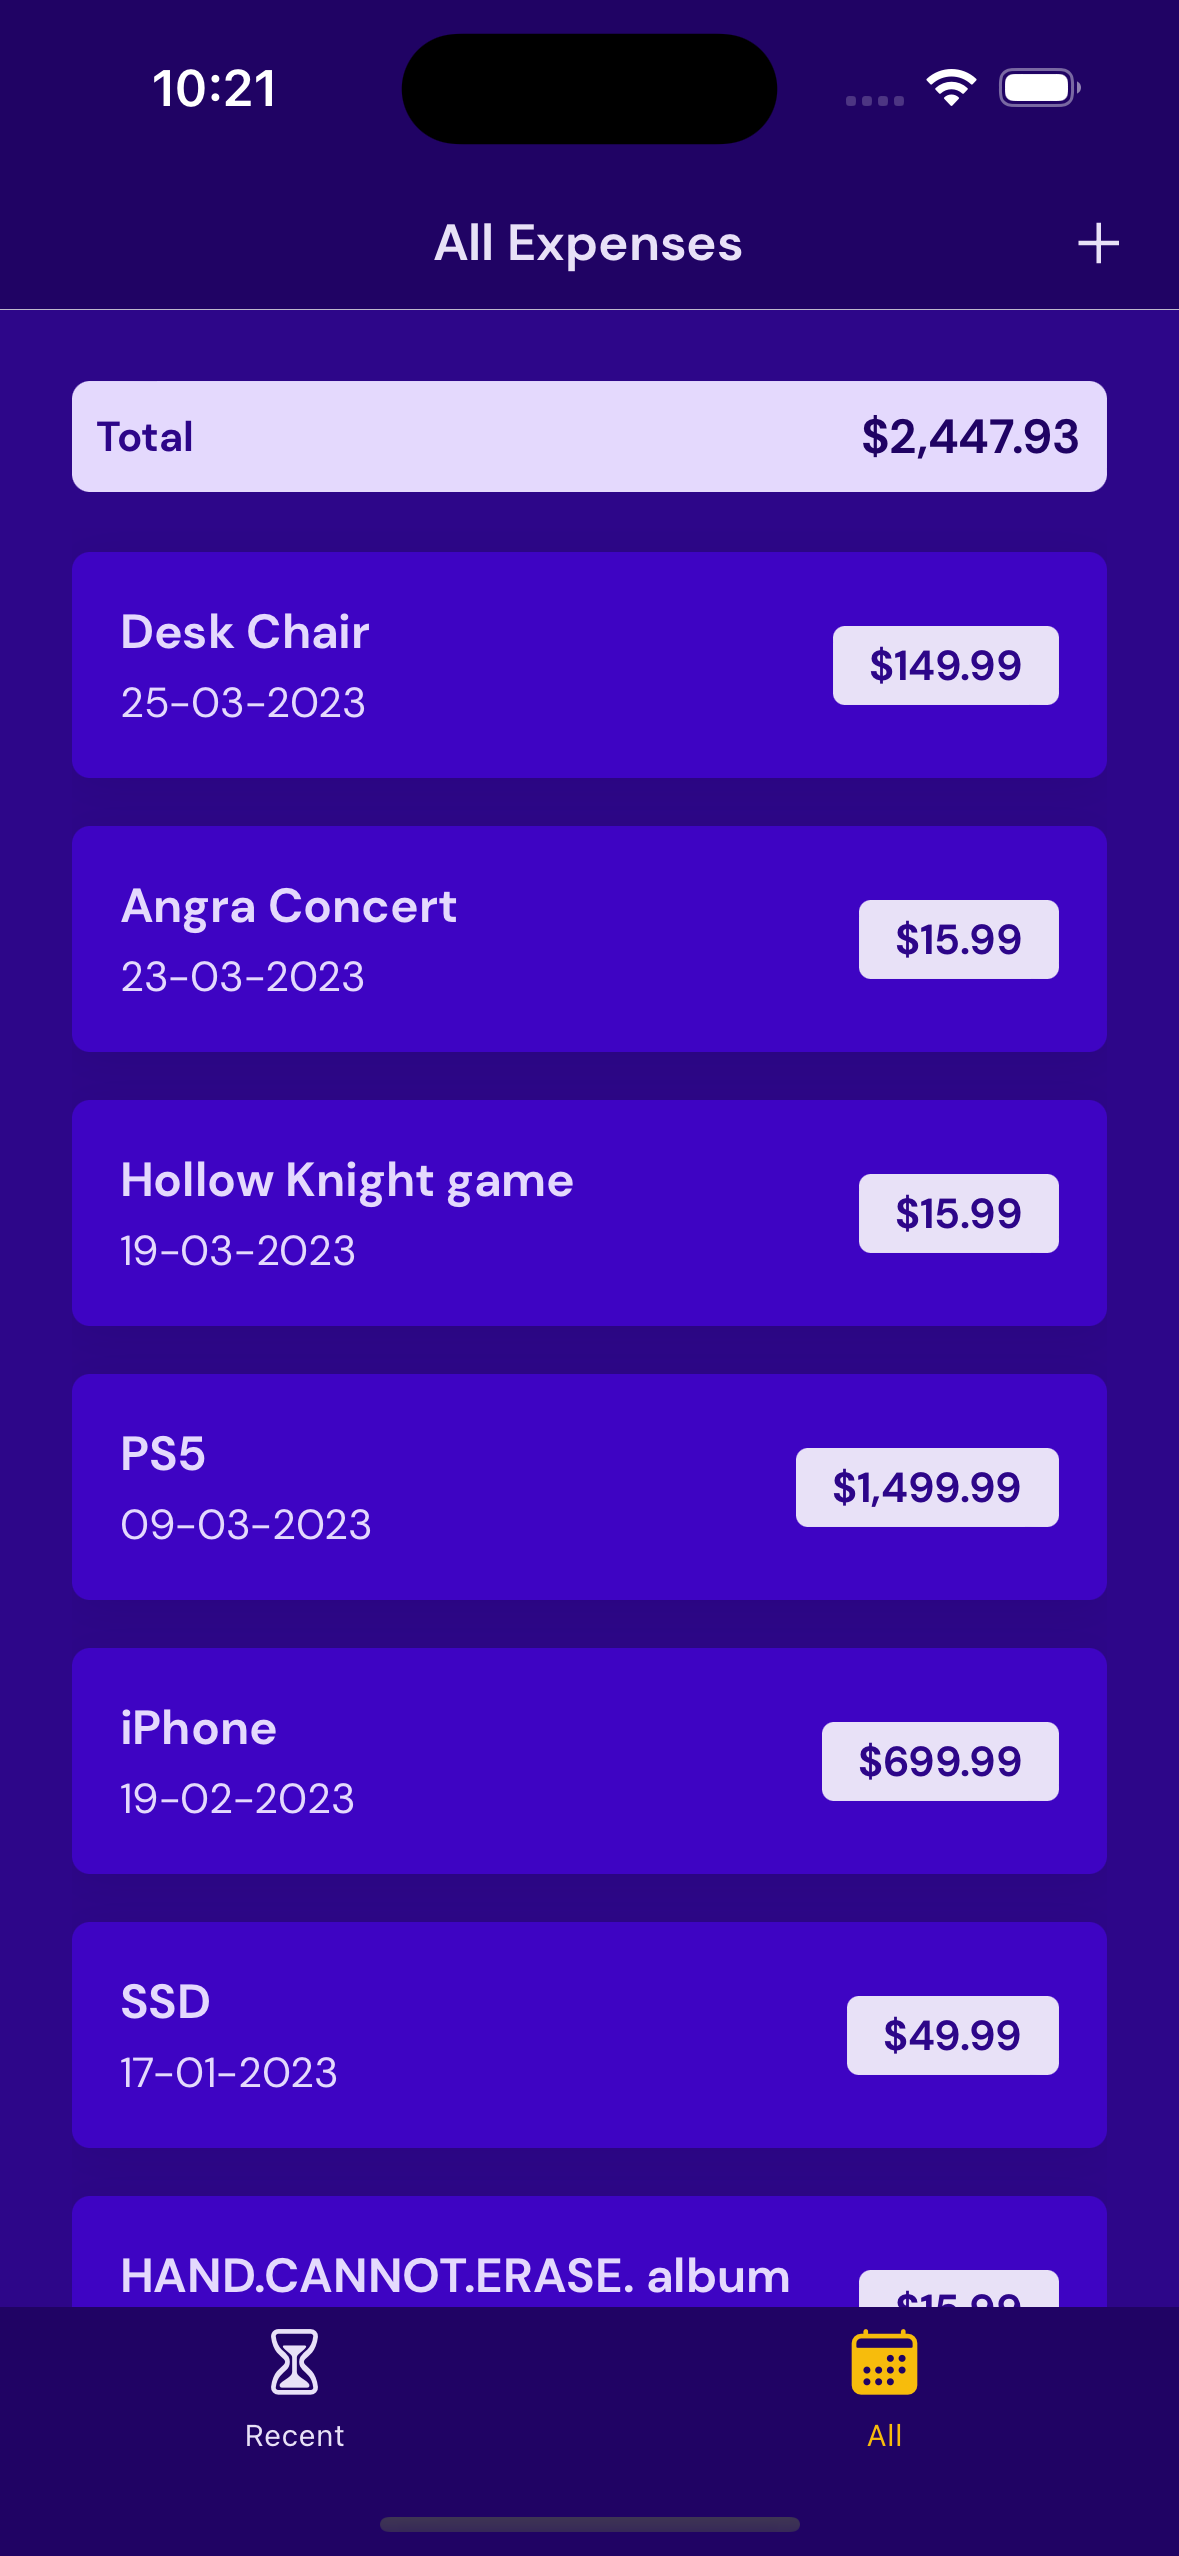 10:21
All Expenses
Total $2,447.93
Desk Chair
25-03-2023
$149.99
Angra Concert
23-03-2023
$15.99
Hollow Knight game
19-03-2023
$15.99
PS5
09-03-2023
$1,499.99
iPhone
19-02-2023
$699.99
SSD
17-01-2023
$49.99
HAND.CANNOT.ERASE. album
$15.99
Recent
All